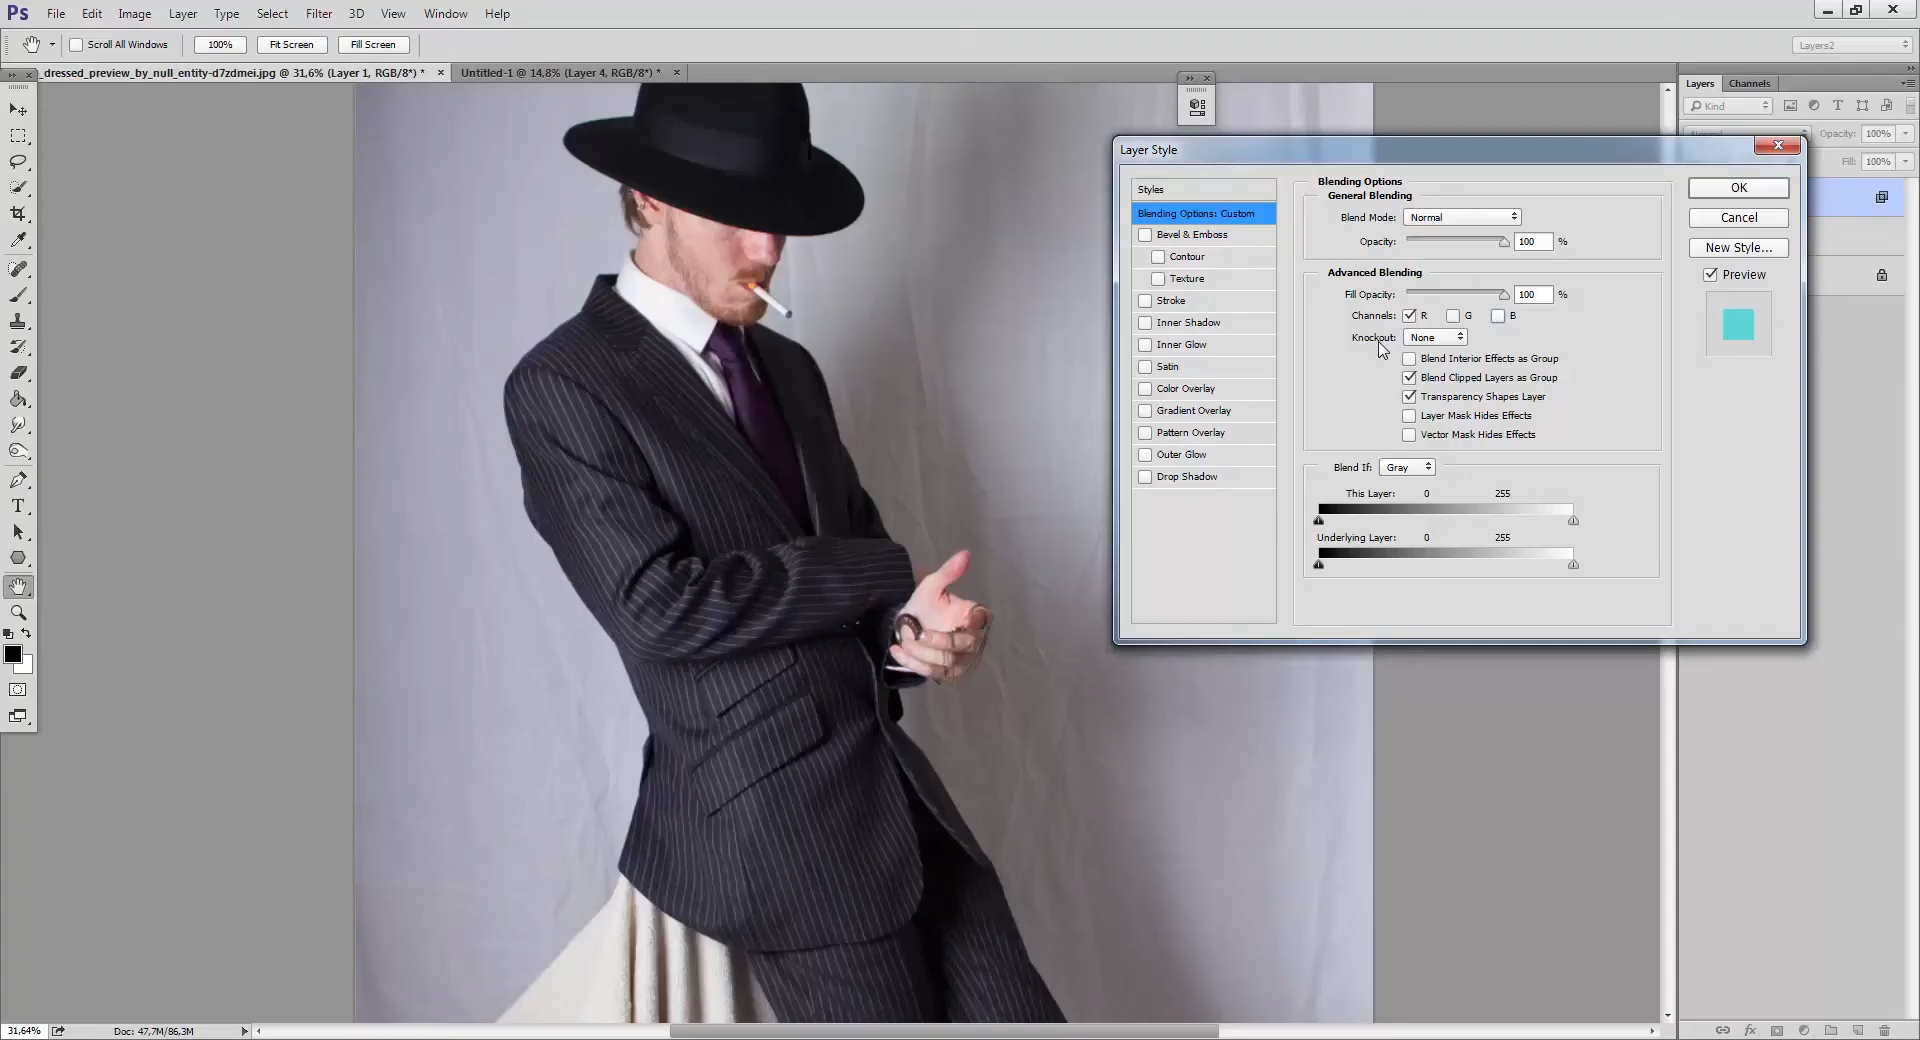 Ps File Edit Image Layer Type Select Filter 3D View Window Help
Scroll All Windows 100% Fit Screen Fill Screen Layers2
_dressed_preview_by_null_entity-d7zdmei.jpg @ 31,6% (Layer 1, RGB/8*) * Untitled-1 @ 14,8% (Layer 4, RGB/8*) *
Layers Channels
Kind
Normal Opacity: 100%
Fill: 100%
Layer Style
Styles
Blending Options: Custom
Bevel & Emboss
Contour
Texture
Stroke
Inner Shadow
Inner Glow
Satin
Color Overlay
Gradient Overlay
Pattern Overlay
Outer Glow
Drop Shadow
Blending Options
General Blending
Blend Mode: Normal
Opacity: 100 %
Advanced Blending
Fill Opacity: 100 %
Channels: R G B
Knockout: None
Blend Interior Effects as Group
Blend Clipped Layers as Group
Transparency Shapes Layer
Layer Mask Hides Effects
Vector Mask Hides Effects
Blend If: Gray
This Layer: 0 255
Underlying Layer: 0 255
OK
Cancel
New Style...
Preview
31,64% Doc: 47,7M/86,3M